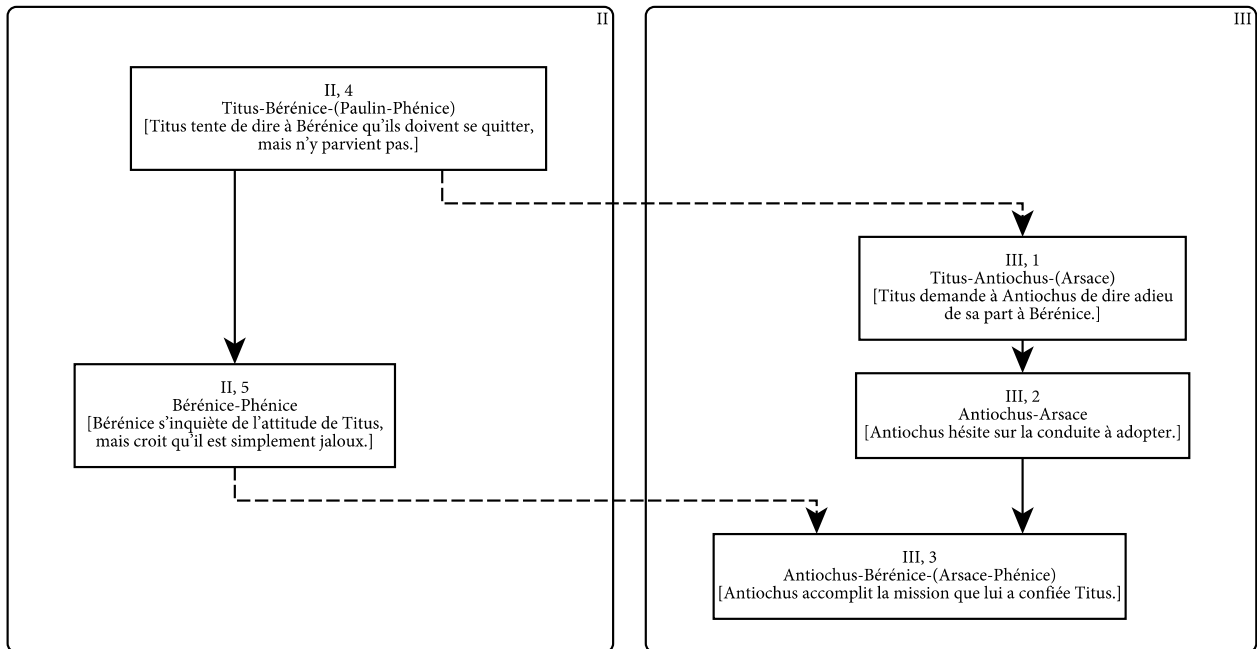 II
II, 4
Titus-Bérénice-(Paulin-Phénice)
[Titus tente de dire à Bérénice qu'ils doivent se quitter,
mais n'y parvient pas.]
II, 5
Bérénice-Phénice
[Bérénice s'inquiète de l'attitude de Titus,
mais croit qu'il est simplement jaloux.]
III
III, 1
Titus-Antiochus-(Arsace)
[Titus demande à Antiochus de dire adieu
de sa part à Bérénice.]
III, 2
Antiochus-Arsace
[Antiochus hésite sur la conduite à adopter.]
III, 3
Antiochus-Bérénice-(Arsace-Phénice)
[Antiochus accomplit la mission que lui a confiée Titus.]